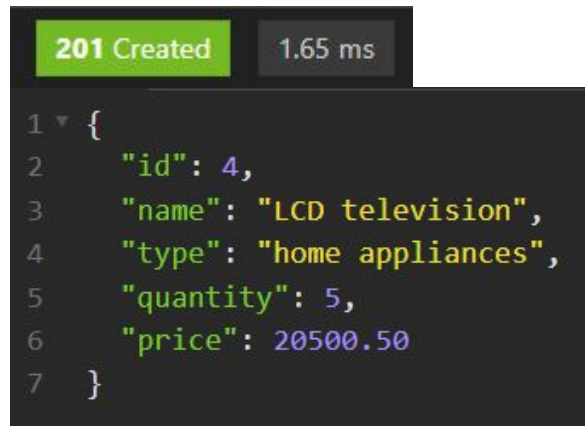 201 Created 1.65 ms
1 {
2 "id": 4,
3 "name": "LCD television",
4 "type": "home appliances",
5 "quantity": 5,
6 "price": 20500.50
7 }